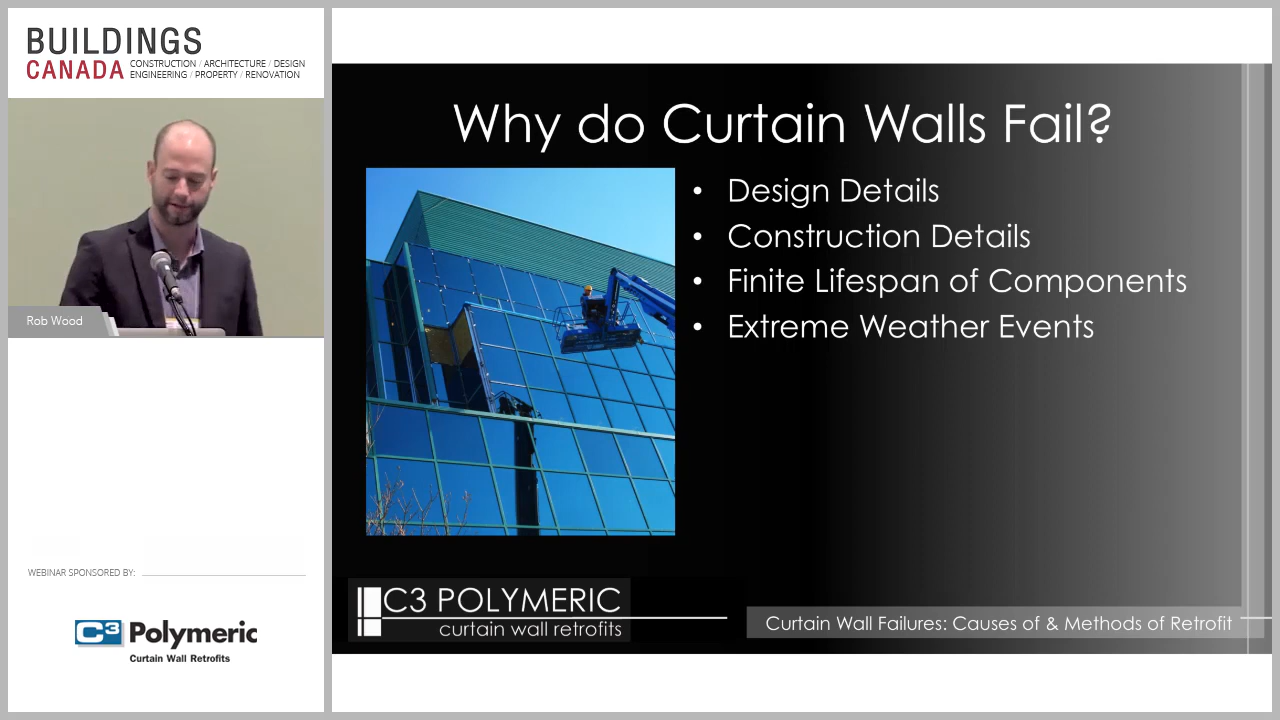 BUILDINGS
CANADA
CONSTRUCTION / ARCHITECTURE / DESIGN
ENGINEERING / PROPERTY / RENOVATION
Rob Wood
WEBINAR SPONSORED BY:
C3 Polymeric
Curtain Wall Retrofits
Why do Curtain Walls Fail?
• Design Details
• Construction Details
• Finite Lifespan of Components
• Extreme Weather Events
C3 POLYMERIC
curtain wall retrofits
Curtain Wall Failures: Causes of & Methods of Retrofit